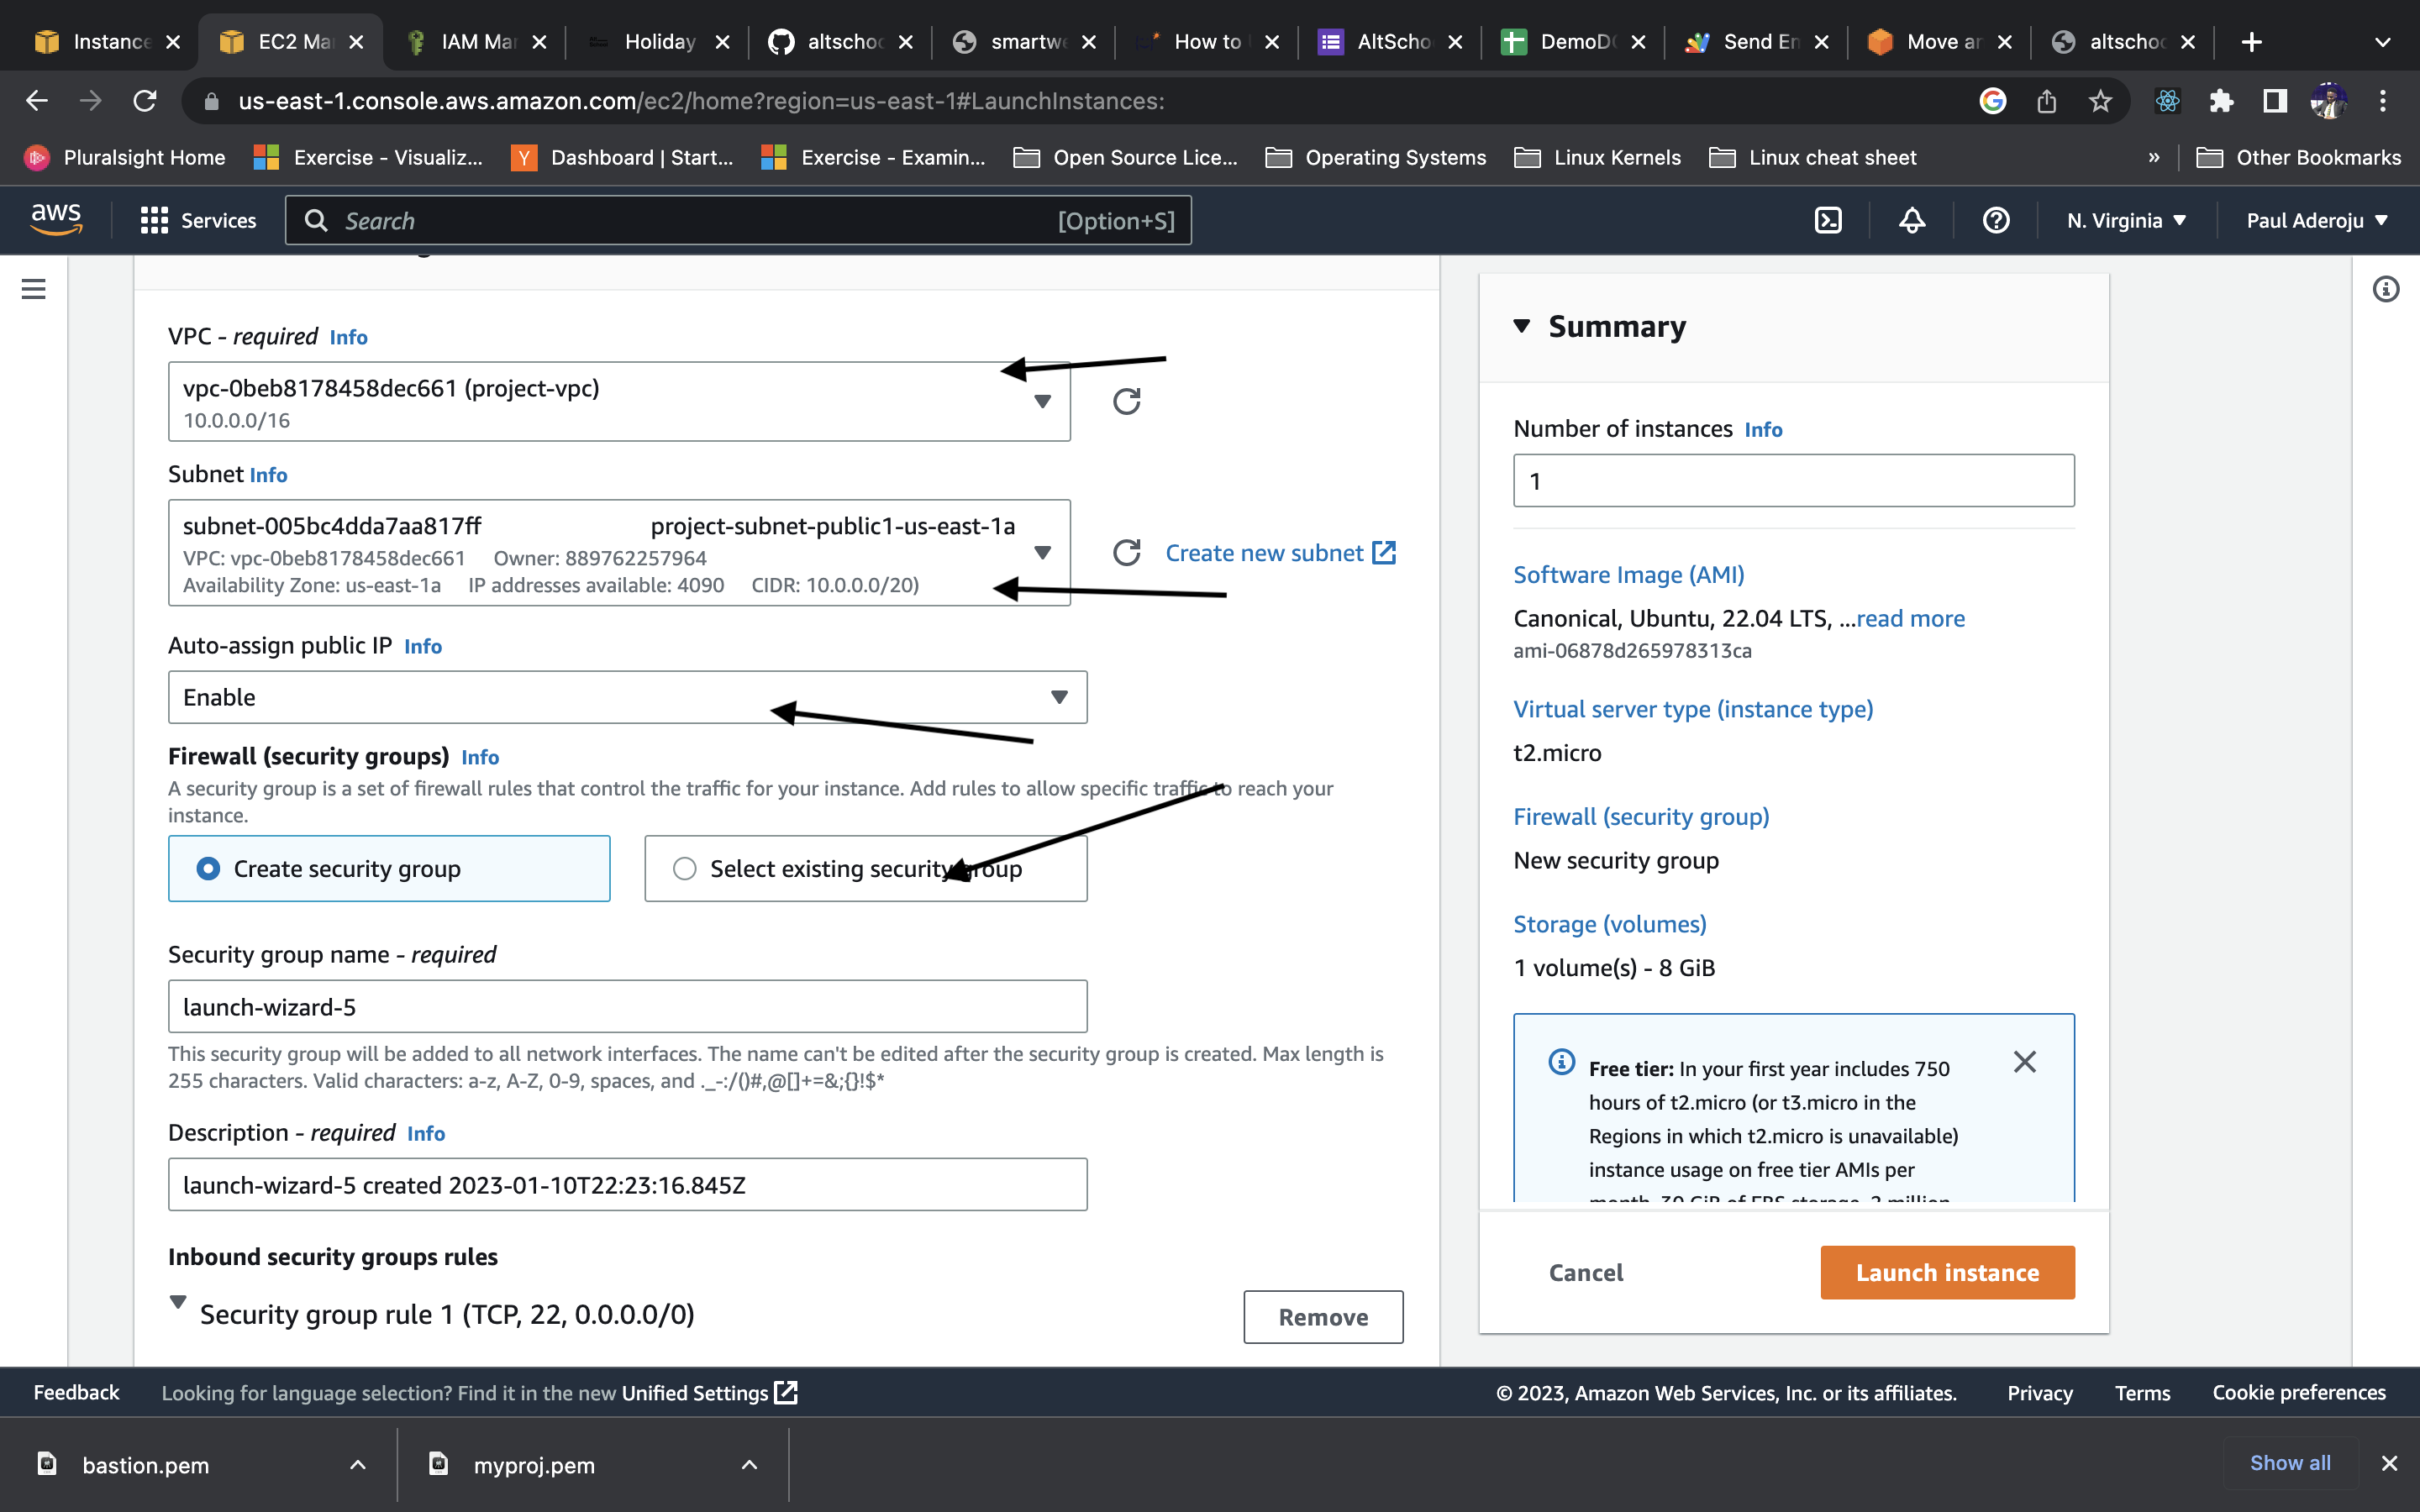 Instance
EC2 Ma
IAM Mar
Holiday
altschoo
smartwe
How to
AltScho
DemoDO
Send En
Move an
altschoo
us-east-1.console.aws.amazon.com/ec2/home?region=us-east-1#LaunchInstances:
Pluralsight Home
Exercise - Visualiz...
Dashboard | Start...
Exercise - Examin...
Open Source Lice...
Operating Systems
Linux Kernels
Linux cheat sheet
»
Other Bookmarks
aws
Services
Search
[Option+S]
N. Virginia
Paul Aderoju
VPC - required Info
vpc-0beb8178458dec661 (project-vpc)
10.0.0.0/16
Subnet Info
subnet-005bc4dda7aa817ff project-subnet-public1-us-east-1a
VPC: vpc-0beb8178458dec661 Owner: 889762257964
Availability Zone: us-east-1a IP addresses available: 4090 CIDR: 10.0.0.0/20)
Create new subnet
Auto-assign public IP Info
Enable
Firewall (security groups) Info
A security group is a set of firewall rules that control the traffic for your instance. Add rules to allow specific traffic to reach your
instance.
Create security group
Select existing security group
Security group name - required
launch-wizard-5
This security group will be added to all network interfaces. The name can't be edited after the security group is created. Max length is
255 characters. Valid characters: a-z, A-Z, 0-9, spaces, and ._-:/()#,@[]+=&;{}!$*
Description - required Info
launch-wizard-5 created 2023-01-10T22:23:16.845Z
Inbound security groups rules
Security group rule 1 (TCP, 22, 0.0.0.0/0)
Remove
Summary
Number of instances Info
1
Software Image (AMI)
Canonical, Ubuntu, 22.04 LTS, ...read more
ami-06878d265978313ca
Virtual server type (instance type)
t2.micro
Firewall (security group)
New security group
Storage (volumes)
1 volume(s) - 8 GiB
Free tier: In your first year includes 750
hours of t2.micro (or t3.micro in the
Regions in which t2.micro is unavailable)
instance usage on free tier AMIs per
month, 30 GiB of EBS storage, 2 million
Cancel
Launch instance
Feedback
Looking for language selection? Find it in the new Unified Settings
© 2023, Amazon Web Services, Inc. or its affiliates.
Privacy
Terms
Cookie preferences
bastion.pem
myproj.pem
Show all